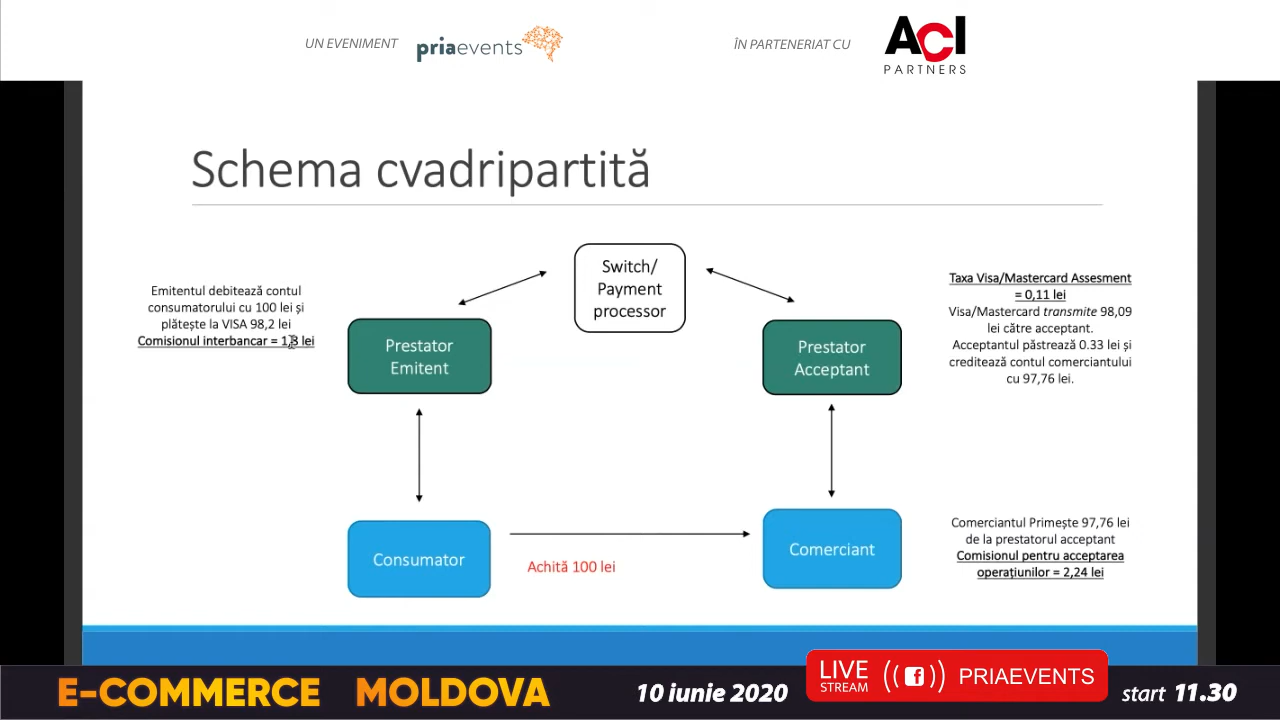 UN EVENIMENT
priaevents
ÎN PARTENERIAT CU
ACI
PARTNERS
Schema cvadripartită
Switch/
Payment
processor
Emitentul debitează contul
consumatorului cu 100 lei și
plătește la VISA 98,2 lei
Comisionul interbancar = 1,8 lei
Prestator
Emitent
Prestator
Acceptant
Taxa Visa/Mastercard Assesment
= 0,11 lei
Visa/Mastercard transmite 98,09
lei către acceptant.
Acceptantul păstrează 0.33 lei și
creditează contul comerciantului
cu 97,76 lei.
Consumator
Achită 100 lei
Comerciant
Comerciantul Primește 97,76 lei
de la prestatorul acceptant
Comisionul pentru acceptarea
operațiunilor = 2,24 lei
E-COMMERCE MOLDOVA
10 iunie 2020
LIVE
STREAM
PRIAEVENTS
start 11.30